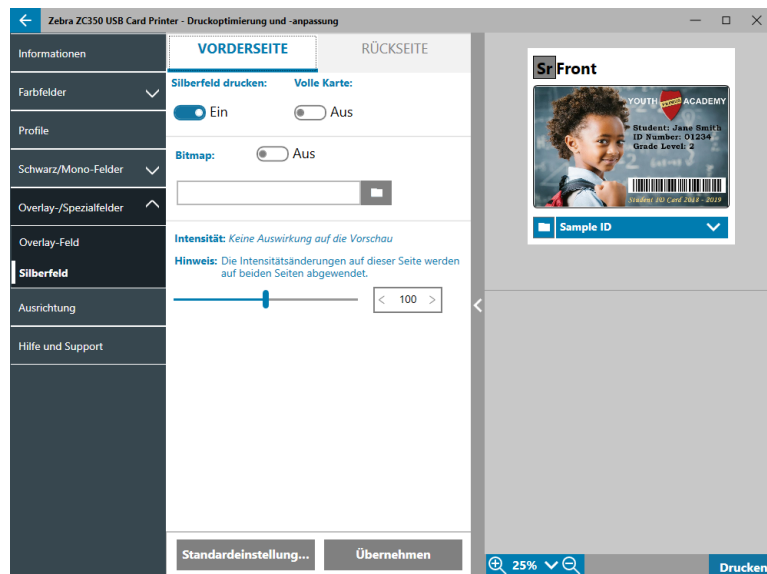 Zebra ZC350 USB Card Printer - Druckoptimierung und -anpassung
Informationen
Farbfelder
Profile
Schwarz/Mono-Felder
Overlay-/Spezialfelder
Overlay-Feld
Silberfeld
Ausrichtung
Hilfe und Support
VORDERSEITE
RÜCKSEITE
Silberfeld drucken:
Volle Karte:
Ein
Aus
Bitmap:
Aus
Intensität: Keine Auswirkung auf die Vorschau
Hinweis: Die Intensitätsänderungen auf dieser Seite werden
auf beiden Seiten abgewendet.
< 100 >
Standardeinstellung...
Übernehmen
Sr Front
YOUTH ACADEMY
Student: Jane Smith
ID Number: 01234
Grade Level: 2
Student ID Card 2018 - 2019
Sample ID
25%
Drucken